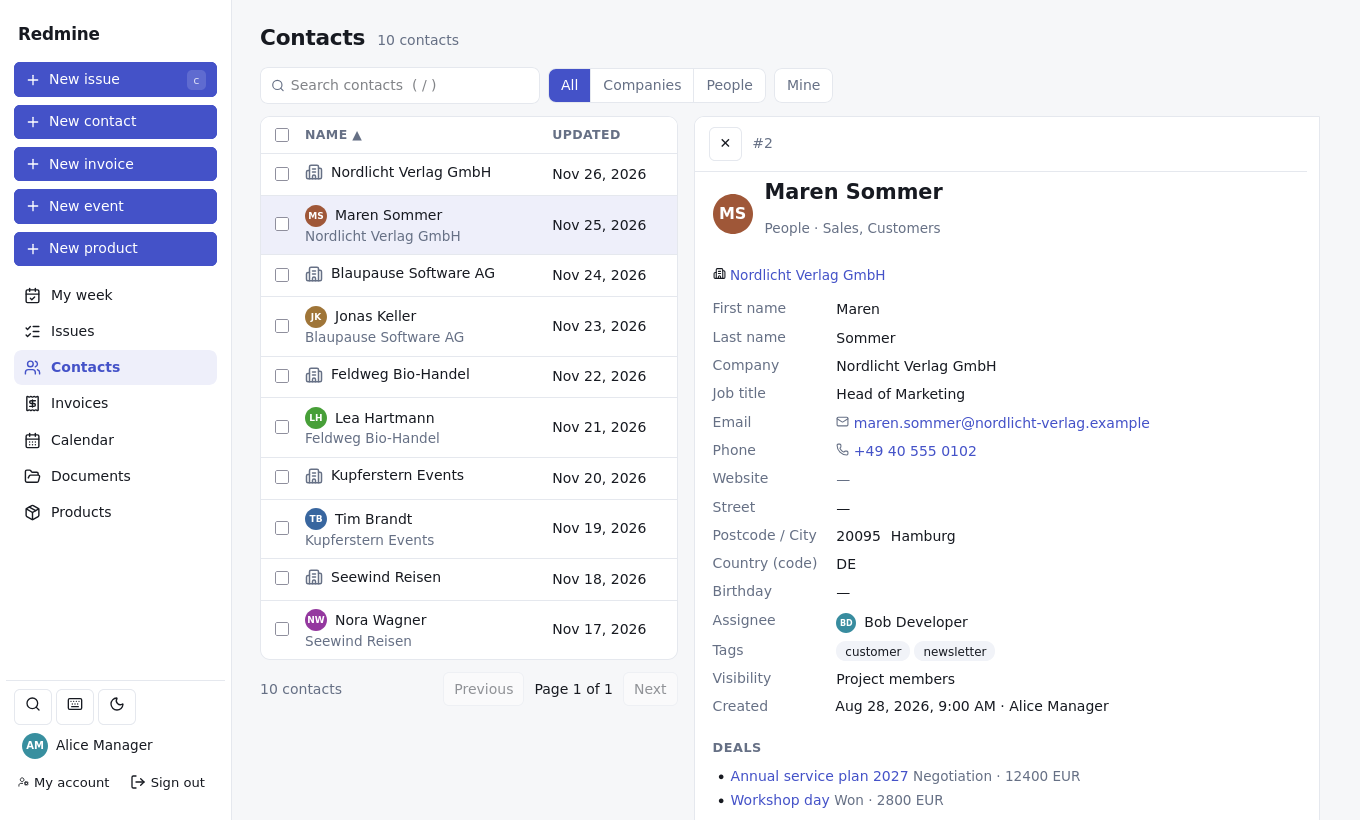 Redmine
New issue c
New contact
New invoice
New event
New product
My week
Issues
Contacts
Invoices
Calendar
Documents
Products
AM Alice Manager
My account Sign out
Contacts 10 contacts
Search contacts ( / ) All Companies People Mine
NAME ▲ UPDATED
Nordlicht Verlag GmbH Nov 26, 2026
MS Maren Sommer Nov 25, 2026
Nordlicht Verlag GmbH
Blaupause Software AG Nov 24, 2026
JK Jonas Keller Nov 23, 2026
Blaupause Software AG
Feldweg Bio-Handel Nov 22, 2026
LH Lea Hartmann Nov 21, 2026
Feldweg Bio-Handel
Kupferstern Events Nov 20, 2026
TB Tim Brandt Nov 19, 2026
Kupferstern Events
Seewind Reisen Nov 18, 2026
NW Nora Wagner Nov 17, 2026
Seewind Reisen
10 contacts Previous Page 1 of 1 Next
✕ #2
MS Maren Sommer
People · Sales, Customers
Nordlicht Verlag GmbH
First name Maren
Last name Sommer
Company Nordlicht Verlag GmbH
Job title Head of Marketing
Email maren.sommer@nordlicht-verlag.example
Phone +49 40 555 0102
Website —
Street —
Postcode / City 20095 Hamburg
Country (code) DE
Birthday —
Assignee BD Bob Developer
Tags customer newsletter
Visibility Project members
Created Aug 28, 2026, 9:00 AM · Alice Manager
DEALS
• Annual service plan 2027 Negotiation · 12400 EUR
• Workshop day Won · 2800 EUR